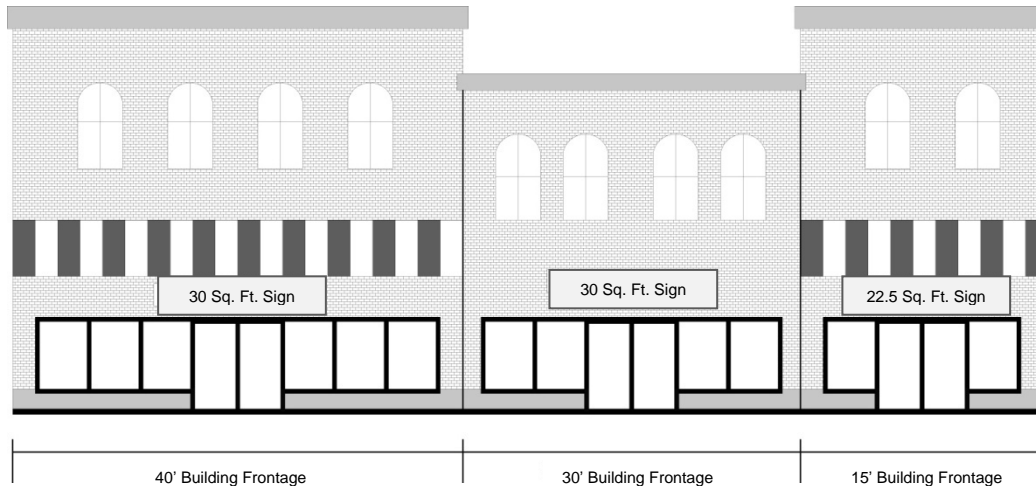 30 Sq. Ft. Sign
30 Sq. Ft. Sign
22.5 Sq. Ft. Sign
40’ Building Frontage
30’ Building Frontage
15’ Building Frontage